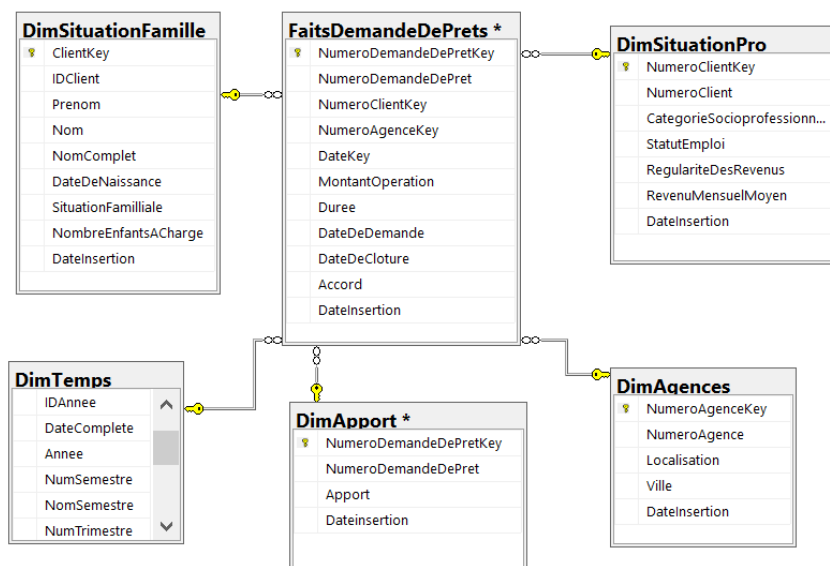 DimSituationFamille
ClientKey
IDClient
Prenom
Nom
NomComplet
DateDeNaissance
SituationFamilliale
NombreEnfantsACharge
DateInsertion
FaitsDemandeDePrets *
NumeroDemandeDePretKey
NumeroDemandeDePret
NumeroClientKey
NumeroAgenceKey
DateKey
MontantOperation
Duree
DateDeDemande
DateDeCloture
Accord
DateInsertion
DimSituationPro
NumeroClientKey
NumeroClient
CategorieSocioprofessionn...
StatutEmploi
RegulariteDesRevenus
RevenuMensuelMoyen
DateInsertion
DimTemps
IDAnnee
DateComplete
Annee
NumSemestre
NomSemestre
NumTrimestre
DimApport *
NumeroDemandeDePretKey
NumeroDemandeDePret
Apport
Dateinsertion
DimAgences
NumeroAgenceKey
NumeroAgence
Localisation
Ville
DateInsertion